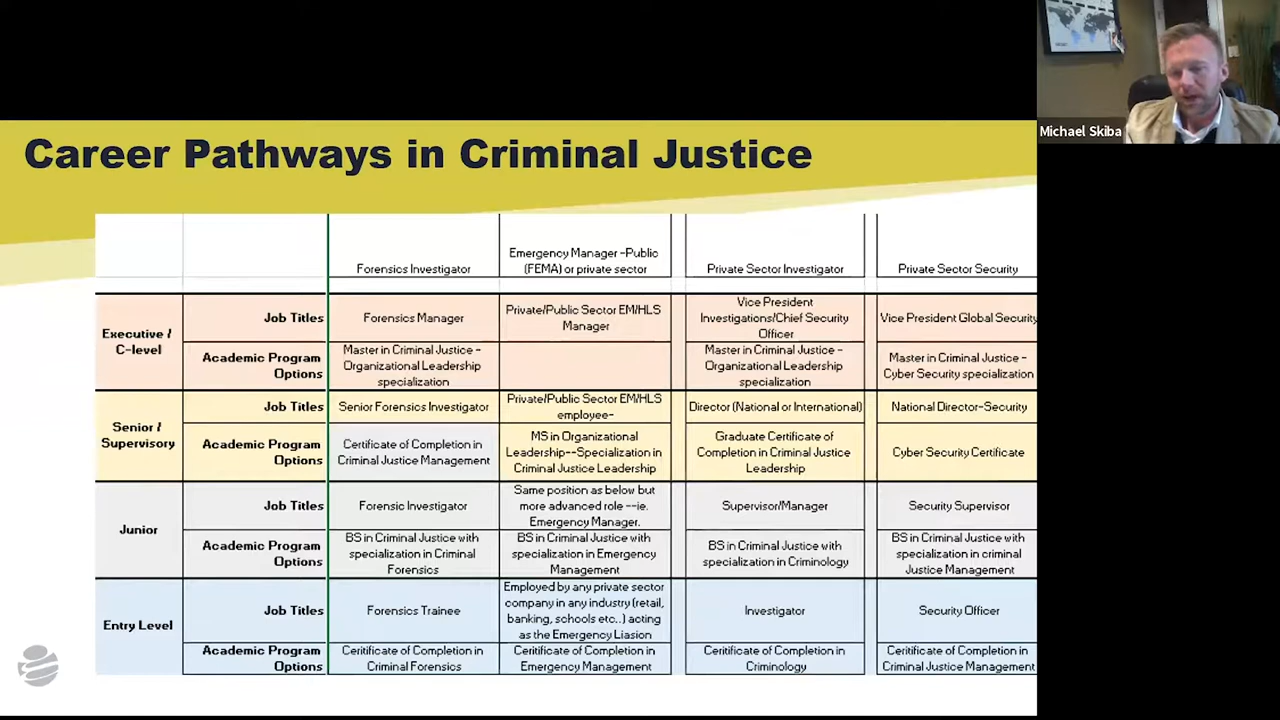 Michael Skiba
Career Pathways in Criminal Justice
Forensics Investigator
Emergency Manager -Public
(FEMA) or private sector
Private Sector Investigator
Private Sector Security
Executive /
C-level
Job Titles
Forensics Manager
Private/Public Sector EM/HLS
Manager
Vice President
Investigations/Chief Security
Officer
Vice President Global Security
Academic Program
Options
Master in Criminal Justice -
Organizational Leadership
specialization
Master in Criminal Justice -
Organizational Leadership
specialization
Master in Criminal Justice -
Cyber Security specialization
Senior /
Supervisory
Job Titles
Senior Forensics Investigator
Private/Public Sector EM/HLS
employee-
Director (National or International)
National Director-Security
Academic Program
Options
Certificate of Completion in
Criminal Justice Management
MS in Organizational
Leadership--Specialization in
Criminal Justice Leadership
Graduate Certificate of
Completion in Criminal Justice
Leadership
Cyber Security Certificate
Junior
Job Titles
Forensic Investigator
Same position as below but
more advanced role --ie.
Emergency Manager.
Supervisor/Manager
Security Supervisor
Academic Program
Options
BS in Criminal Justice with
specialization in Criminal
Forensics
BS in Criminal Justice with
specialization in Emergency
Management
BS in Criminal Justice with
specialization in Criminology
BS in Criminal Justice with
specialization in criminal
Justice Management
Entry Level
Job Titles
Forensics Trainee
Employed by any private sector
company in any industry (retail,
banking, schools etc..) acting
as the Emergency Liasion
Investigator
Security Officer
Academic Program
Options
Ceritificate of Completion in
Criminal Forensics
Ceritificate of Completion in
Emergency Management
Ceritificate of Completion in
Criminology
Ceritificate of Completion in
Criminal Justice Management